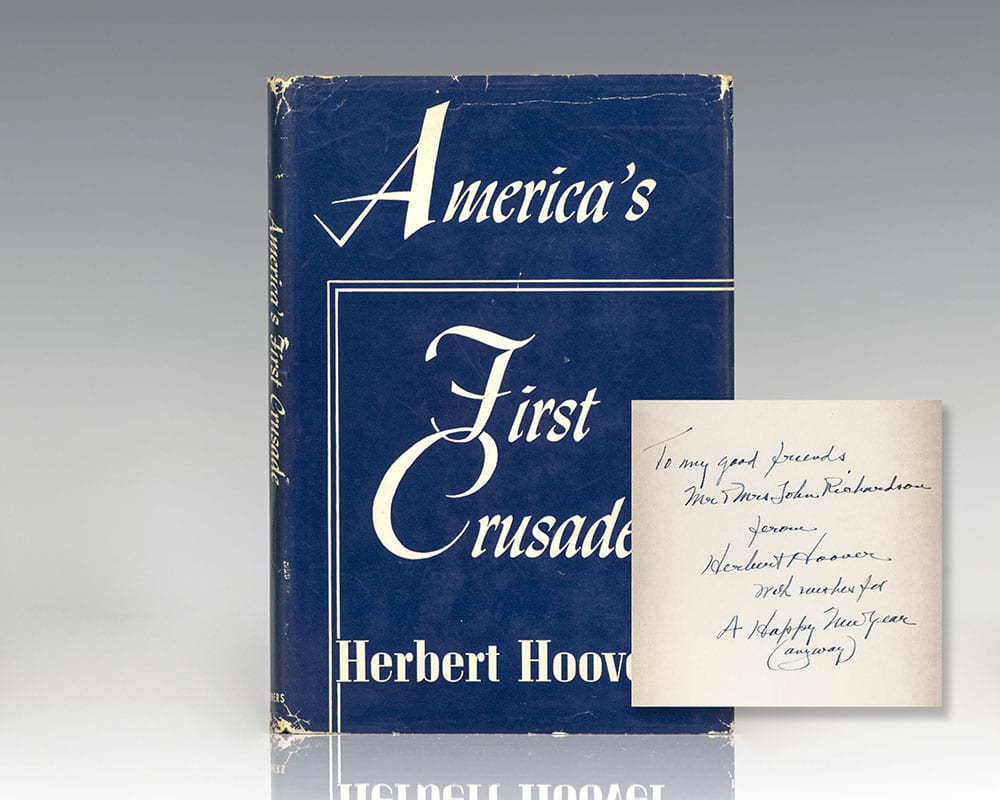 America's
First
Crusade
Herbert Hoove
America's First Crusade
NERS
To my good friends
Mr & Mrs John Richardson
from
Herbert Hoover
with wishes for
A Happy New Year
(anyway)